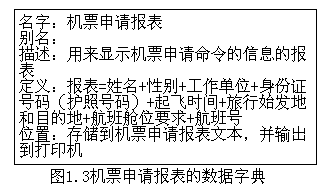 名字：机票申请报表
别名：
描述：用来显示机票申请命令的信息的报
表
定义：报表=姓名+性别+工作单位+身份证
号码（护照号码）+起飞时间+旅行始发地
和目的地+航班舱位要求+航班号
位置：存储到机票申请报表文本，并输出
到打印机
图1.3机票申请报表的数据字典